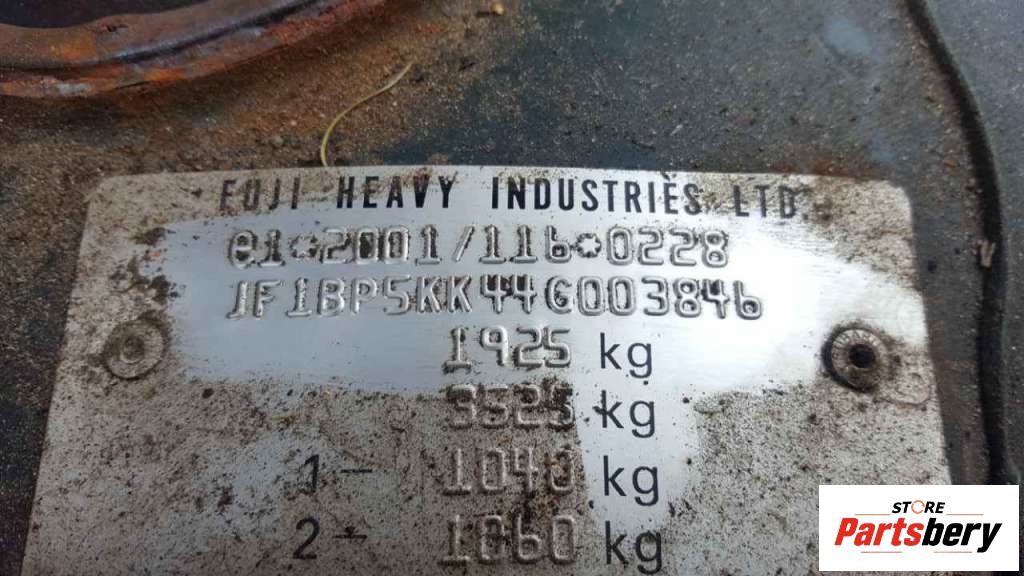 FUJI HEAVY INDUSTRIES LTD.
e1*2001/116*0228
JF1BP5KK44G003846
1925 kg
3525 kg
1- 1040 kg
2- 1060 kg
STORE
Partsbery